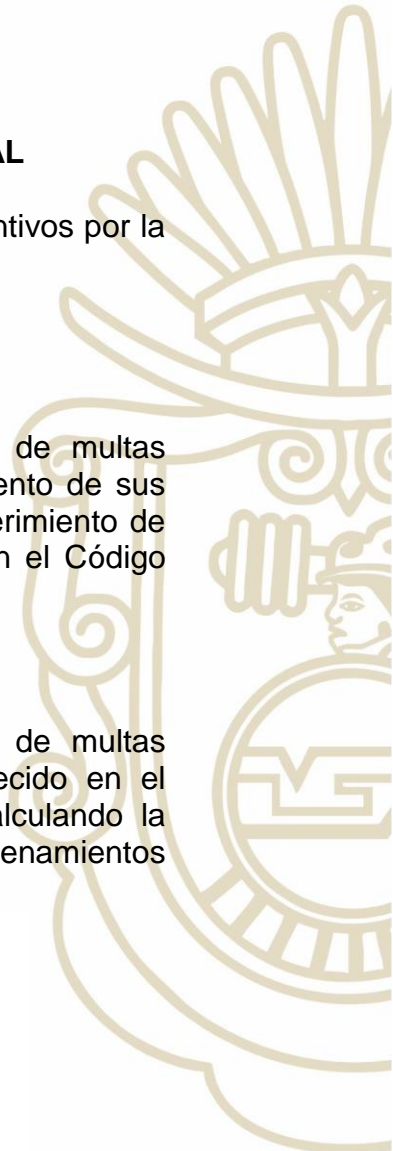 AL
ntivos por la
de multas
ento de sus
erimiento de
n el Código
de multas
ecido en el
alculando la
enamientos